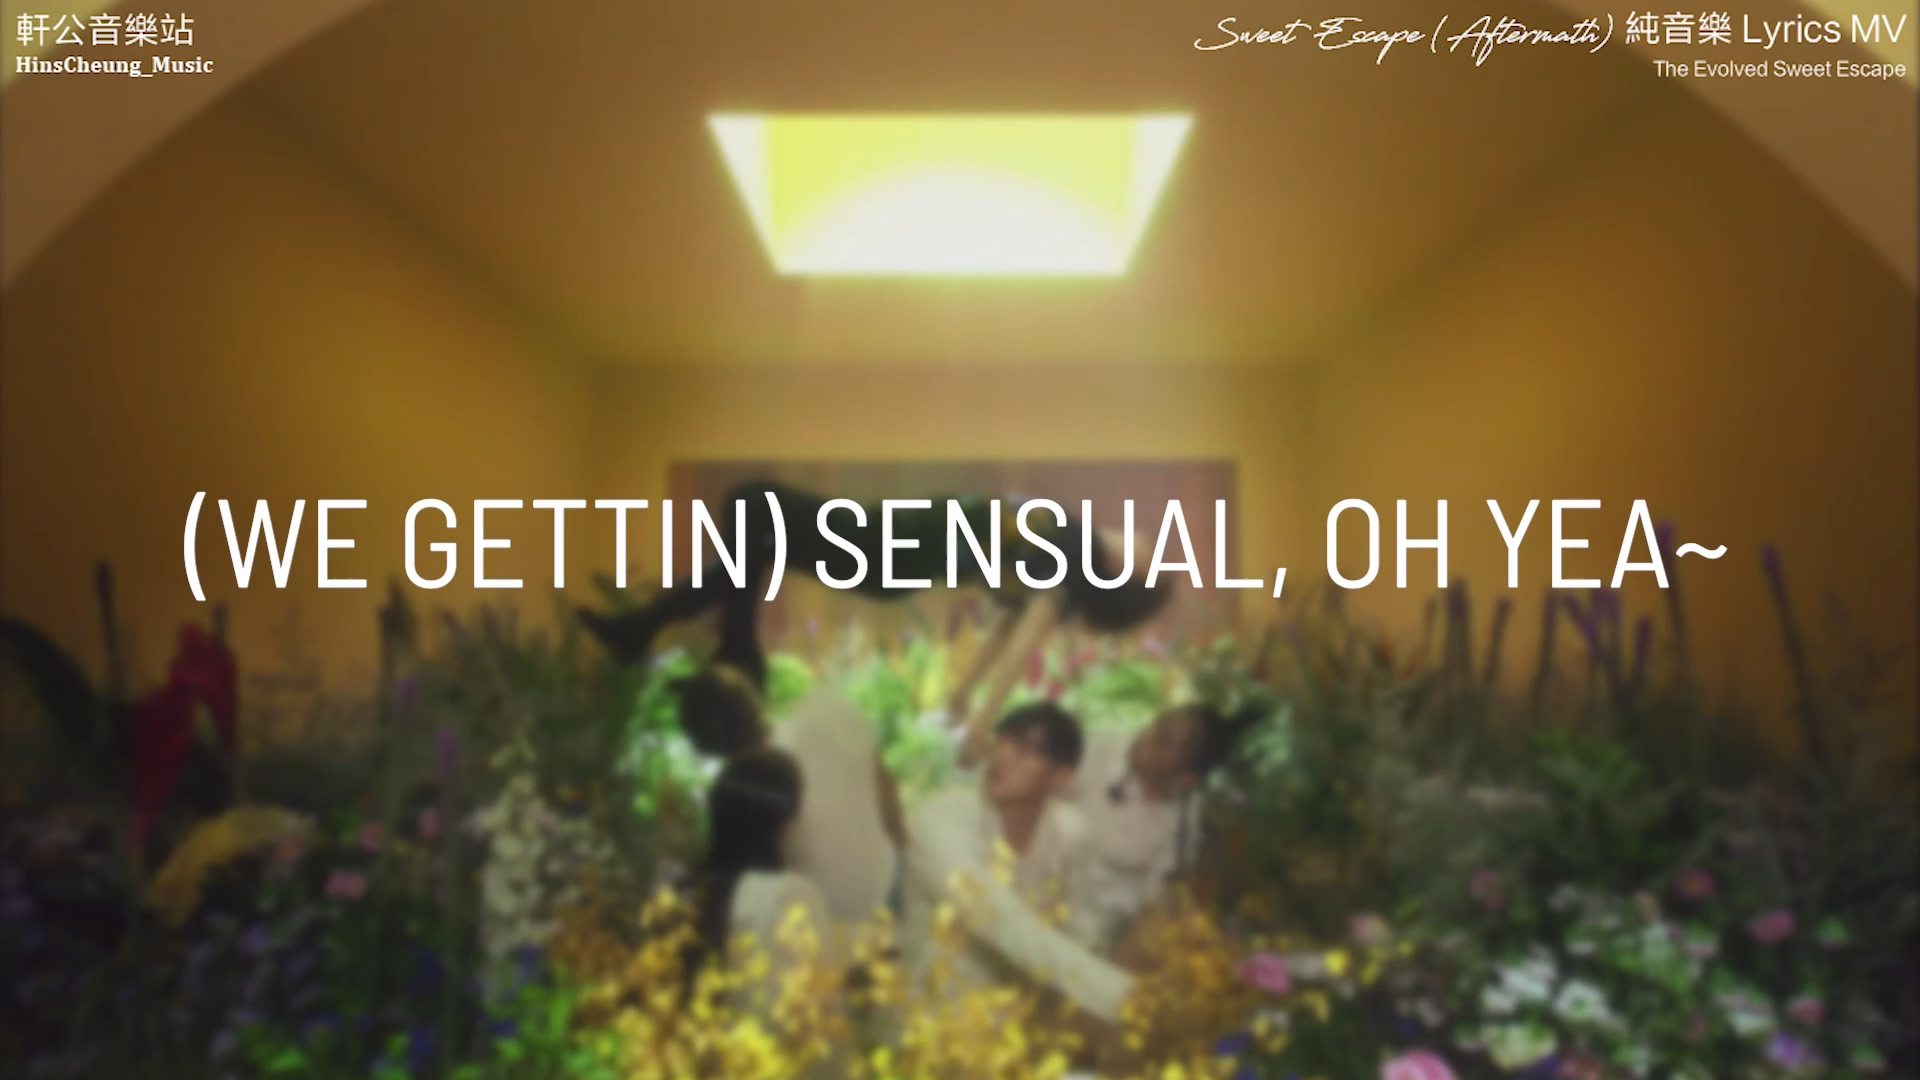 軒公音樂站
HinsCheung_Music
Sweet Escape (Aftermath) 純音樂 Lyrics MV
The Evolved Sweet Escape
(WE GETTIN) SENSUAL, OH YEA~